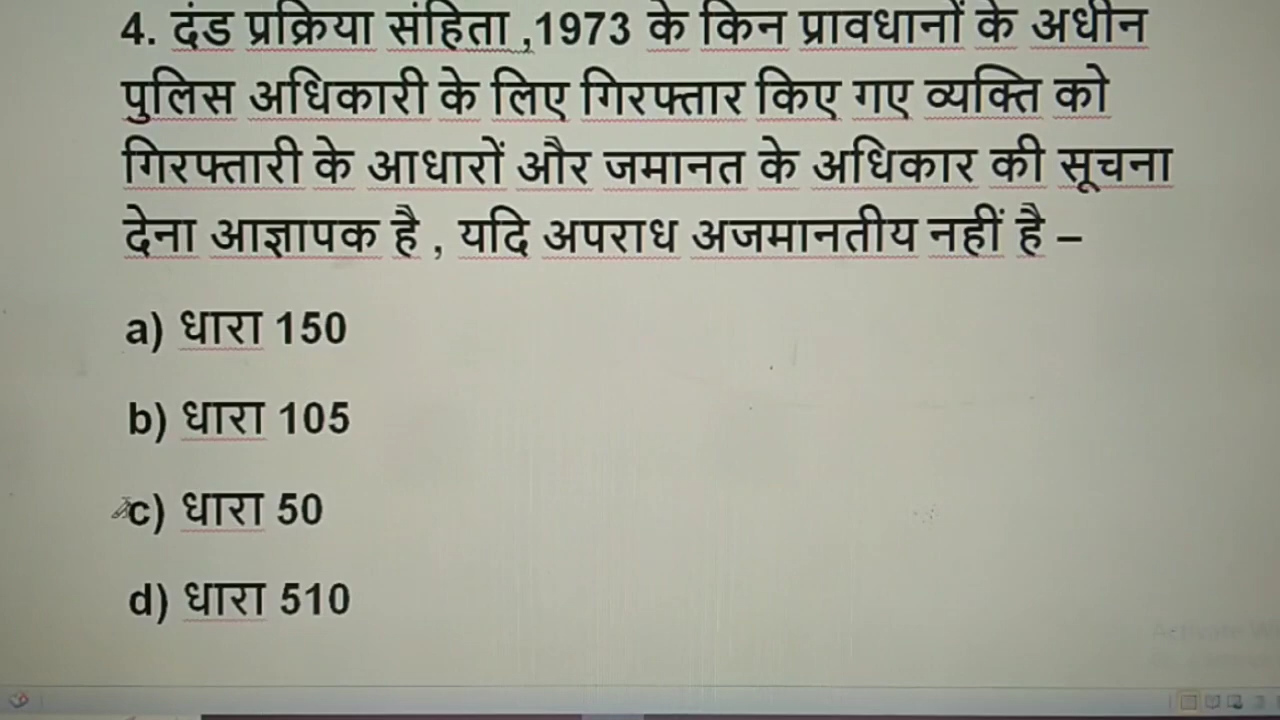 4. दंड प्रक्रिया संहिता ,1973 के किन प्रावधानों के अधीन
पुलिस अधिकारी के लिए गिरफ्तार किए गए व्यक्ति को
गिरफ्तारी के आधारों और जमानत के अधिकार की सूचना
देना आज्ञापक है , यदि अपराध अजमानतीय नहीं है –
a) धारा 150
b) धारा 105
c) धारा 50
d) धारा 510